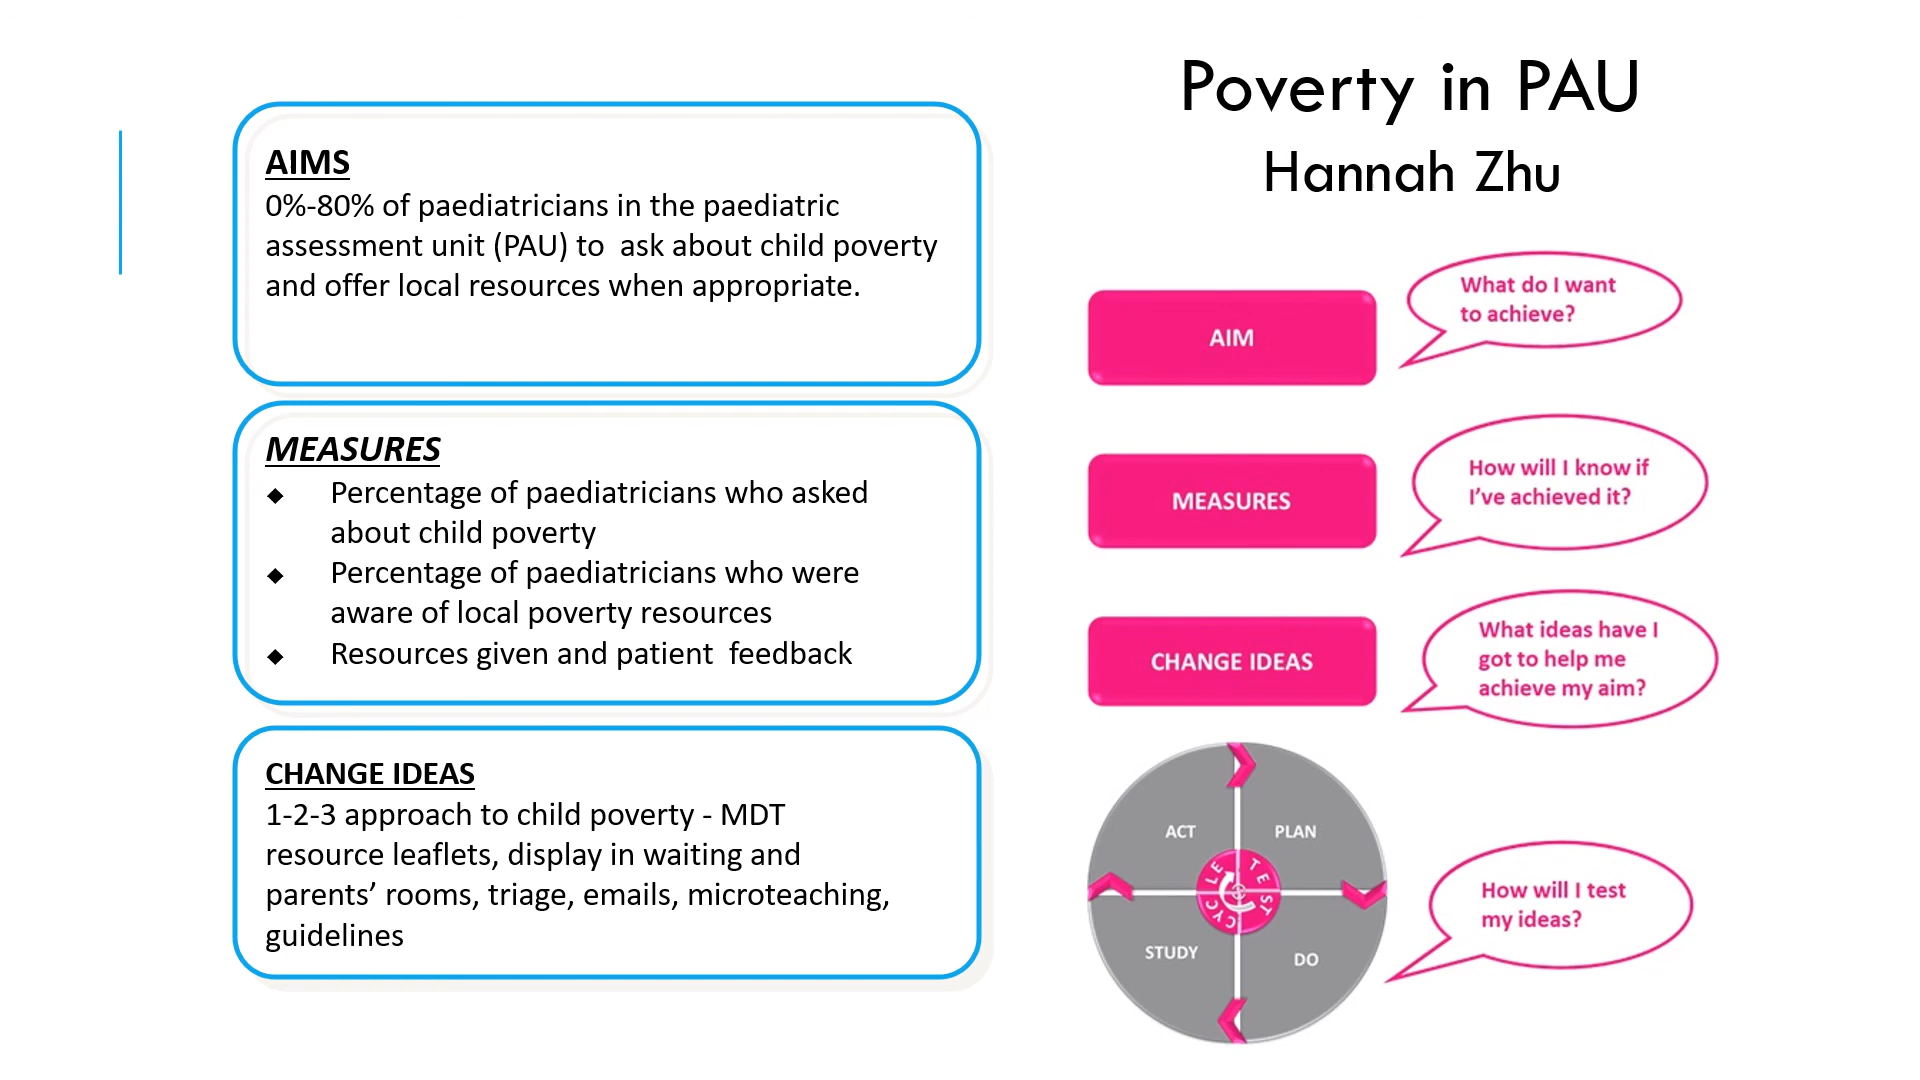 Poverty in PAU
Hannah Zhu
AIMS
0%-80% of paediatricians in the paediatric
assessment unit (PAU) to  ask about child poverty
and offer local resources when appropriate.
MEASURES
◆ Percentage of paediatricians who asked
about child poverty
◆ Percentage of paediatricians who were
aware of local poverty resources
◆ Resources given and patient  feedback
CHANGE IDEAS
1-2-3 approach to child poverty - MDT
resource leaflets, display in waiting and
parents’ rooms, triage, emails, microteaching,
guidelines
AIM
What do I want
to achieve?
MEASURES
How will I know if
I’ve achieved it?
CHANGE IDEAS
What ideas have I
got to help me
achieve my aim?
ACT
PLAN
TEST CYCLE
STUDY
DO
How will I test
my ideas?